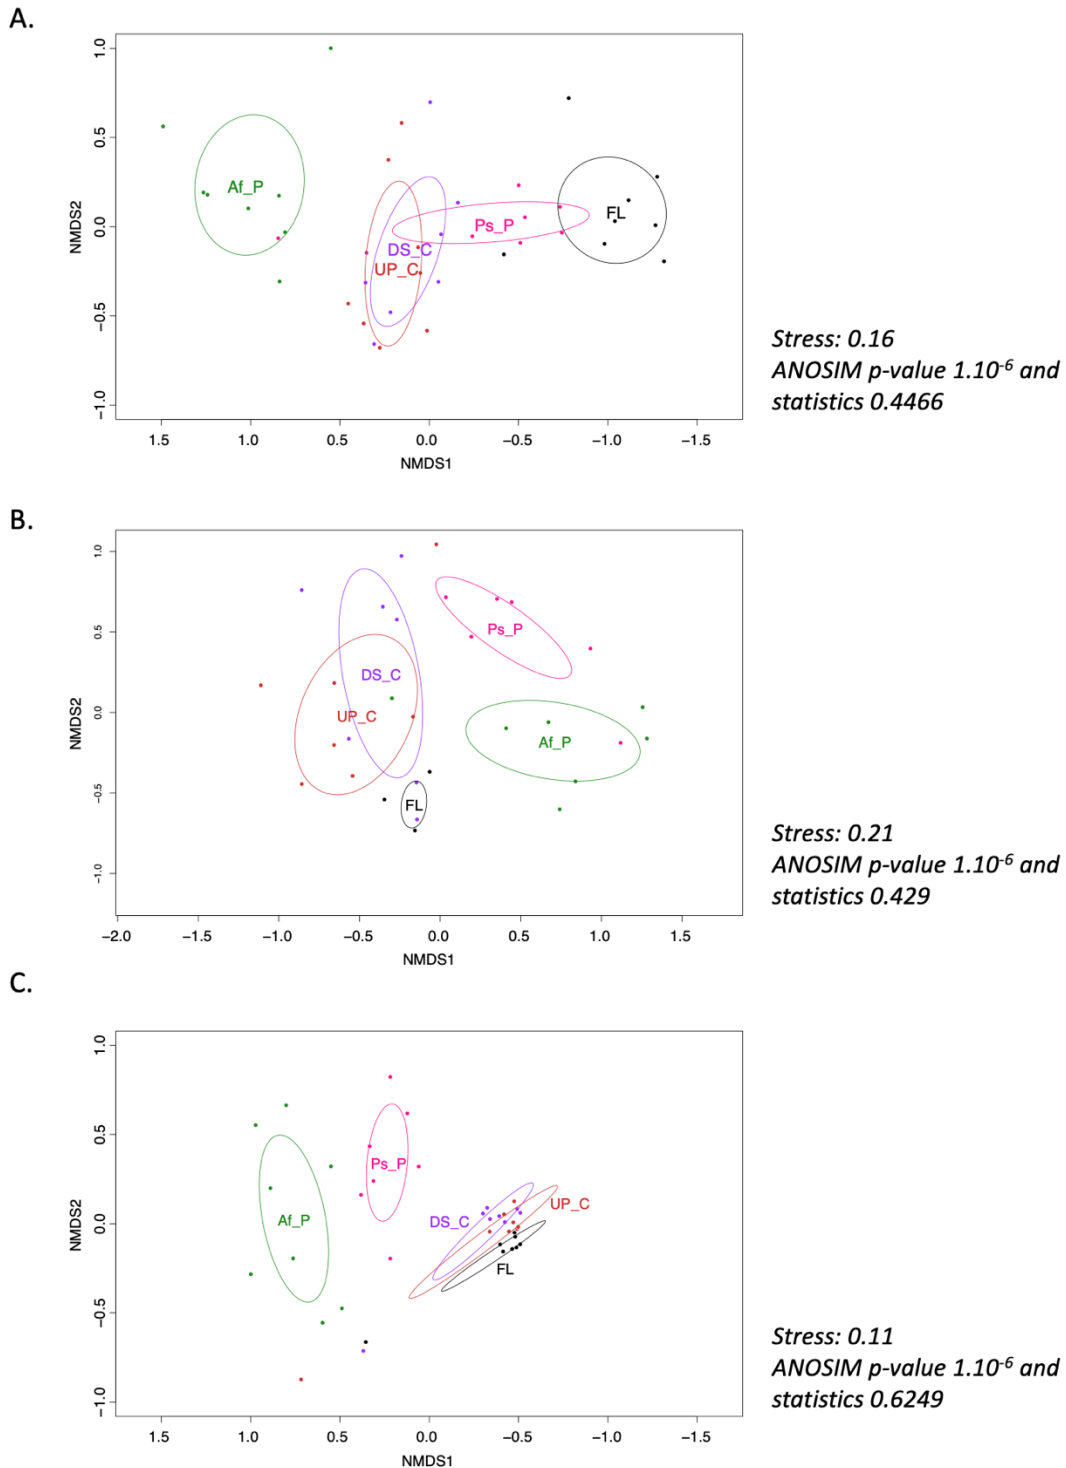 A.
1.0
0.5
0.0
−0.5
−1.0
NMDS2
Af_P
FL
Ps_P
DS_C
UP_C
1.5 1.0 0.5 0.0 −0.5 −1.0 −1.5
NMDS1
Stress: 0.16
ANOSIM p-value 1.10-6 and
statistics 0.4466
B.
1.0
0.5
0.0
−0.5
−1.0
NMDS2
Ps_P
DS_C
UP_C
Af_P
FL
−2.0 −1.5 −1.0 −0.5 0.0 0.5 1.0 1.5
NMDS1
Stress: 0.21
ANOSIM p-value 1.10-6 and
statistics 0.429
C.
1.0
0.5
0.0
−0.5
−1.0
NMDS2
Ps_P
UP_C
Af_P
DS_C
FL
1.5 1.0 0.5 0.0 −0.5 −1.0 −1.5
NMDS1
Stress: 0.11
ANOSIM p-value 1.10-6 and
statistics 0.6249